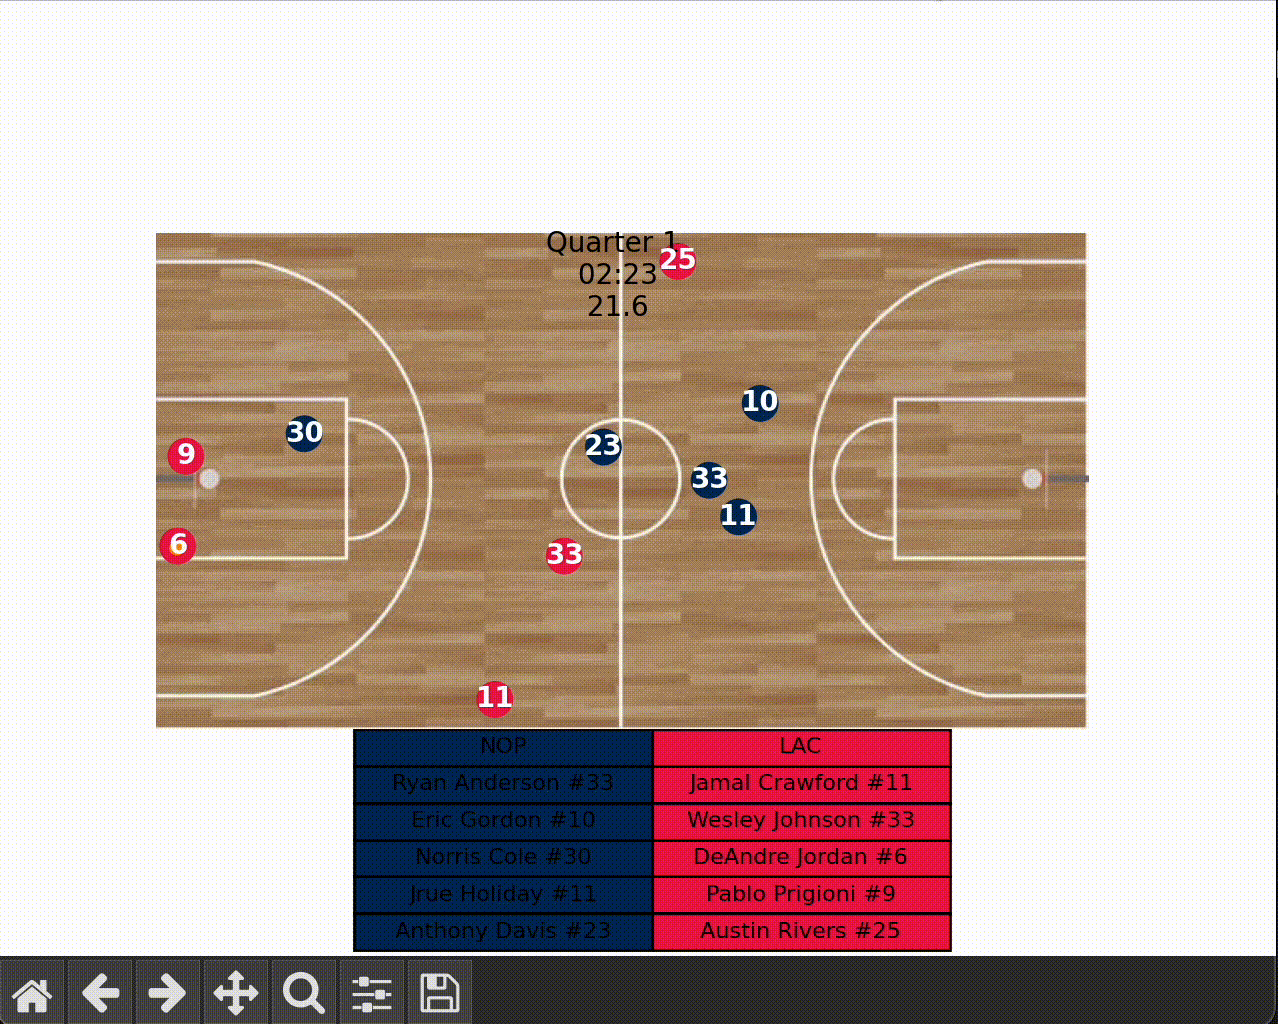 Quarter 1
25
02:23
21.6
10
30
23
9
33
11
6
33
11
NOP LAC
Ryan Anderson #33 Jamal Crawford #11
Eric Gordon #10 Wesley Johnson #33
Norris Cole #30 DeAndre Jordan #6
Jrue Holiday #11 Pablo Prigioni #9
Anthony Davis #23 Austin Rivers #25